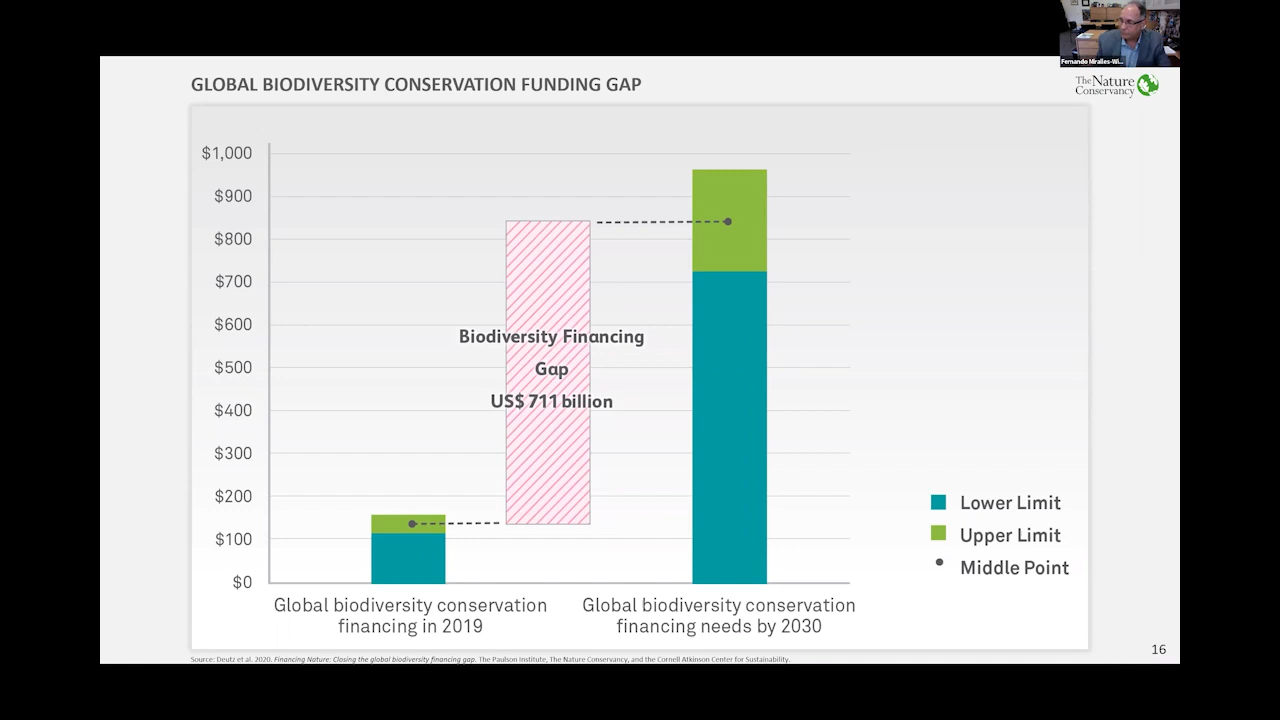 Fernando Miralles-Wi...
GLOBAL BIODIVERSITY CONSERVATION FUNDING GAP
The Nature
Conservancy
$1,000
$900
$800
$700
$600
$500
$400
$300
$200
$100
$0
Biodiversity Financing
Gap
US$ 711 billion
Lower Limit
Upper Limit
Middle Point
Global biodiversity conservation
financing in 2019
Global biodiversity conservation
financing needs by 2030
16
Source: Deutz et al. 2020. Financing Nature: Closing the global biodiversity financing gap. The Paulson Institute, The Nature Conservancy, and the Cornell Atkinson Center for Sustainability.